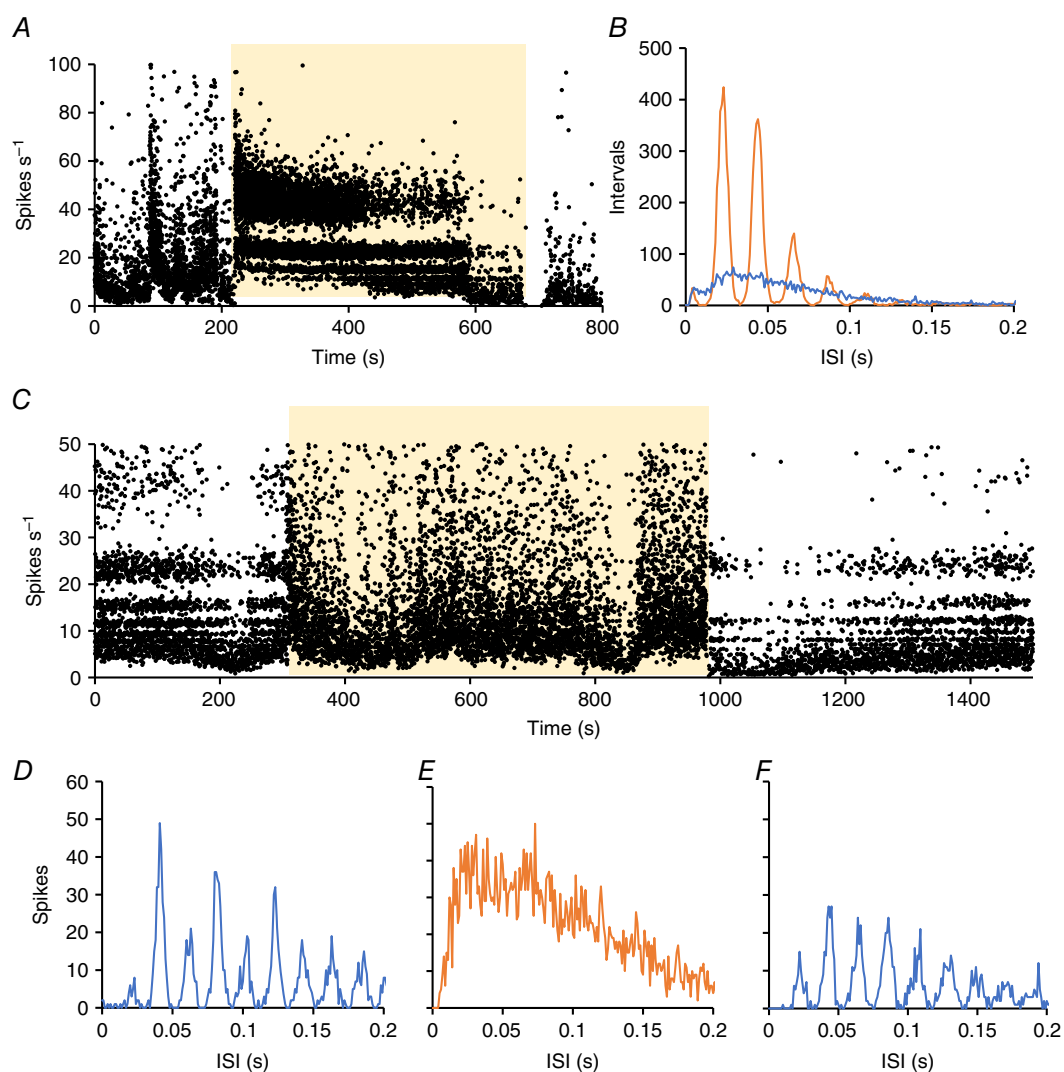 A
Spikes s⁻¹
100
80
60
40
20
0
0 200 400 600 800
Time (s)
B
Intervals
500
400
300
200
100
0
0 0.05 0.1 0.15 0.2
ISI (s)
C
Spikes s⁻¹
50
40
30
20
10
0
0 200 400 600 800 1000 1200 1400
Time (s)
D
Spikes
60
50
40
30
20
10
0
0 0.05 0.1 0.15 0.2
ISI (s)
E
0 0.05 0.1 0.15 0.2
ISI (s)
F
0 0.05 0.1 0.15 0.2
ISI (s)